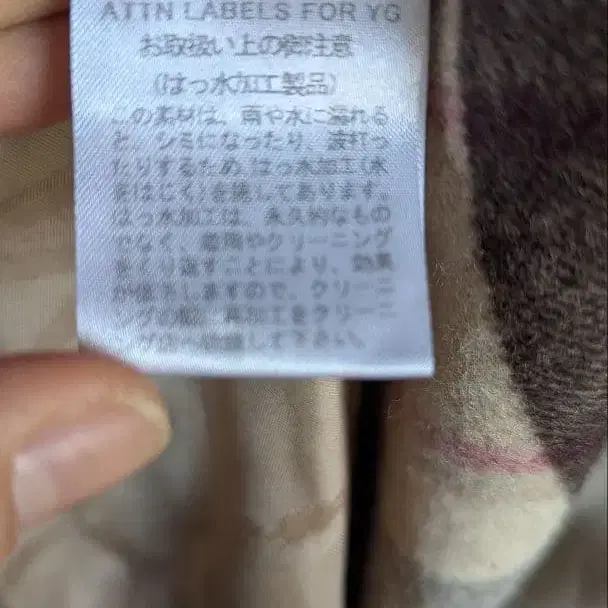 ATTN LABELS FOR YG
お取扱い上の御注意
(はっ水加工製品)
この素材は、雨や水に濡れる
と、シミになったり、波打っ
たりするため、はっ水加工(水
をはじく)を施してあります。
はっ水加工は、永久的なもの
でなく、着用やクリーニング
をくり返すことにより、効果
が低下しますので、クリーニ
ングの際、再加工をクリーニ
ング店へ依頼して下さい。